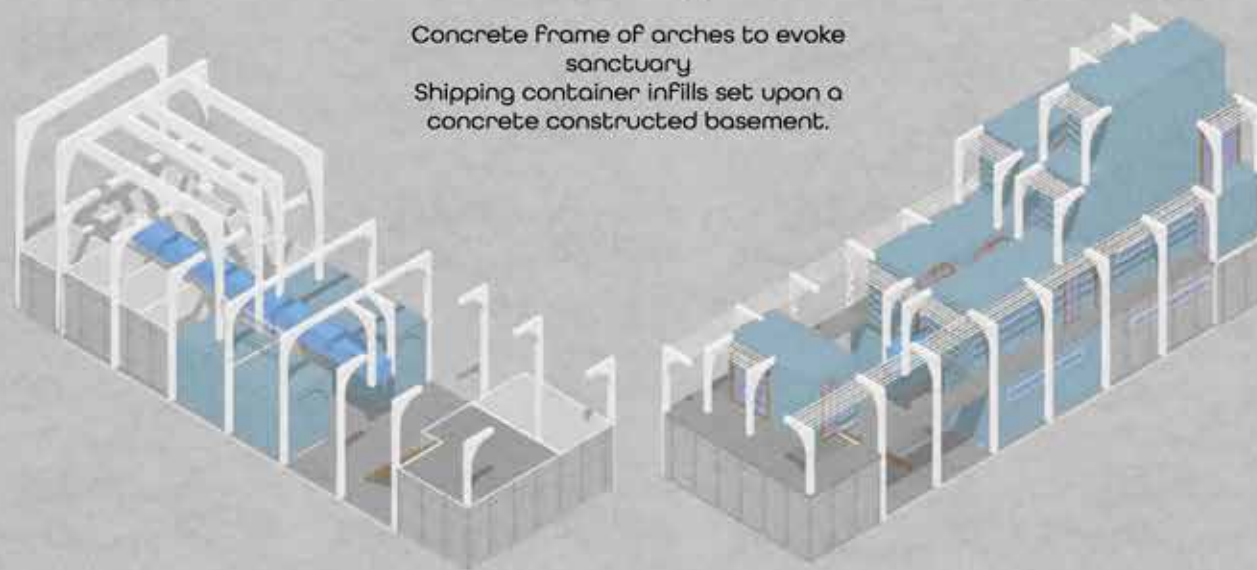 Concrete frame of arches to evoke
sanctuary
Shipping container infills set upon a
concrete constructed basement.